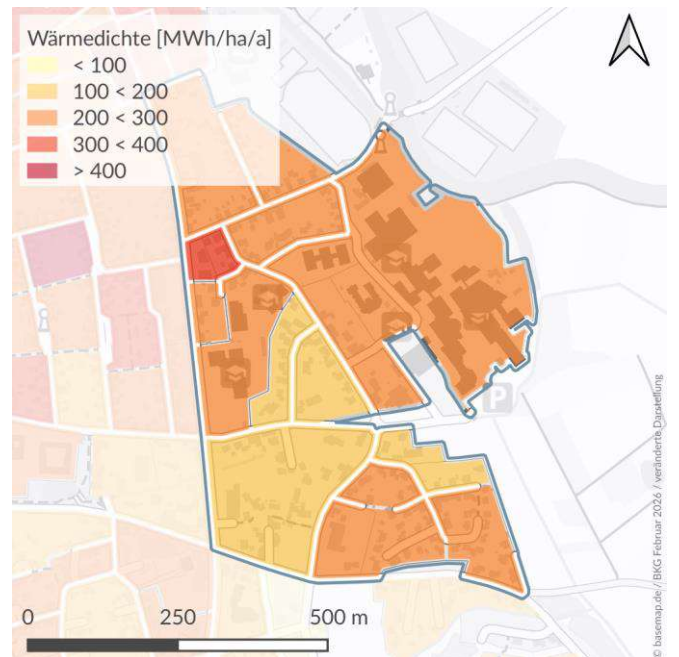 Wärmedichte [MWh/ha/a]
< 100
100 < 200
200 < 300
300 < 400
> 400
P
0 250 500 m
© basemap.de / BKG Februar 2026 / veränderte Darstellung